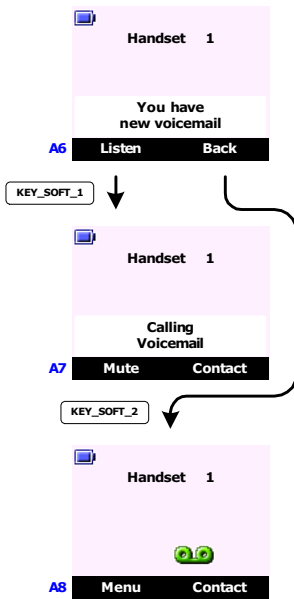 Handset 1
You have
new voicemail
A6 Listen Back
KEY_SOFT_1
Handset 1
Calling
Voicemail
A7 Mute Contact
KEY_SOFT_2
Handset 1
A8 Menu Contact